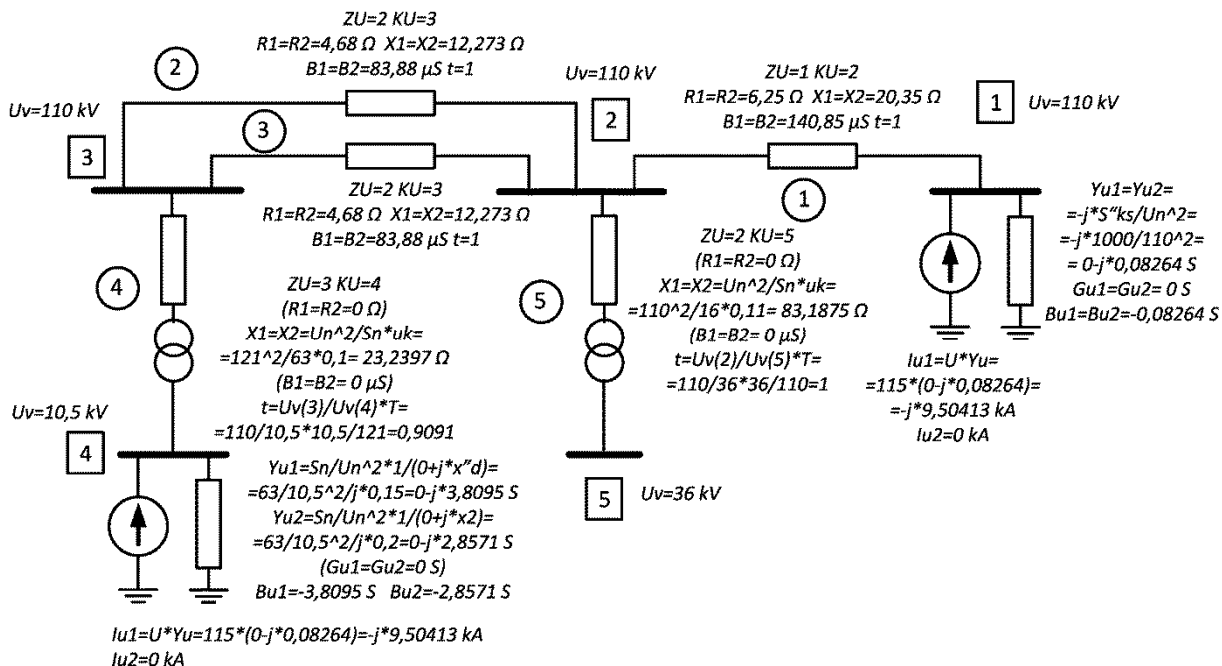 ZU=2 KU=3
R1=R2=4,68 Ω X1=X2=12,273 Ω
B1=B2=83,88 µS t=1
2
Uv=110 kV
3
3
ZU=2 KU=3
R1=R2=4,68 Ω X1=X2=12,273 Ω
B1=B2=83,88 µS t=1
Uv=110 kV
2
ZU=1 KU=2
R1=R2=6,25 Ω X1=X2=20,35 Ω
B1=B2=140,85 µS t=1
1
1
Uv=110 kV
Yu1=Yu2=
=-j*S"ks/Un^2=
=-j*1000/110^2=
= 0-j*0,08264 S
Gu1=Gu2= 0 S
Bu1=Bu2=-0,08264 S
Iu1=U*Yu=
=115*(0-j*0,08264)=
=-j*9,50413 kA
Iu2=0 kA
4
ZU=3 KU=4
(R1=R2=0 Ω)
X1=X2=Un^2/Sn*uk=
=121^2/63*0,1= 23,2397 Ω
(B1=B2= 0 µS)
t=Uv(3)/Uv(4)*T=
=110/10,5*10,5/121=0,9091
5
ZU=2 KU=5
(R1=R2=0 Ω)
X1=X2=Un^2/Sn*uk=
=110^2/16*0,11= 83,1875 Ω
(B1=B2= 0 µS)
t=Uv(2)/Uv(5)*T=
=110/36*36/110=1
Uv=10,5 kV
4
Yu1=Sn/Un^2*1/(0+j*x"d)=
=63/10,5^2/j*0,15=0-j*3,8095 S
Yu2=Sn/Un^2*1/(0+j*x2)=
=63/10,5^2/j*0,2=0-j*2,8571 S
(Gu1=Gu2=0 S)
Bu1=-3,8095 S Bu2=-2,8571 S
5
Uv=36 kV
Iu1=U*Yu=115*(0-j*0,08264)=-j*9,50413 kA
Iu2=0 kA